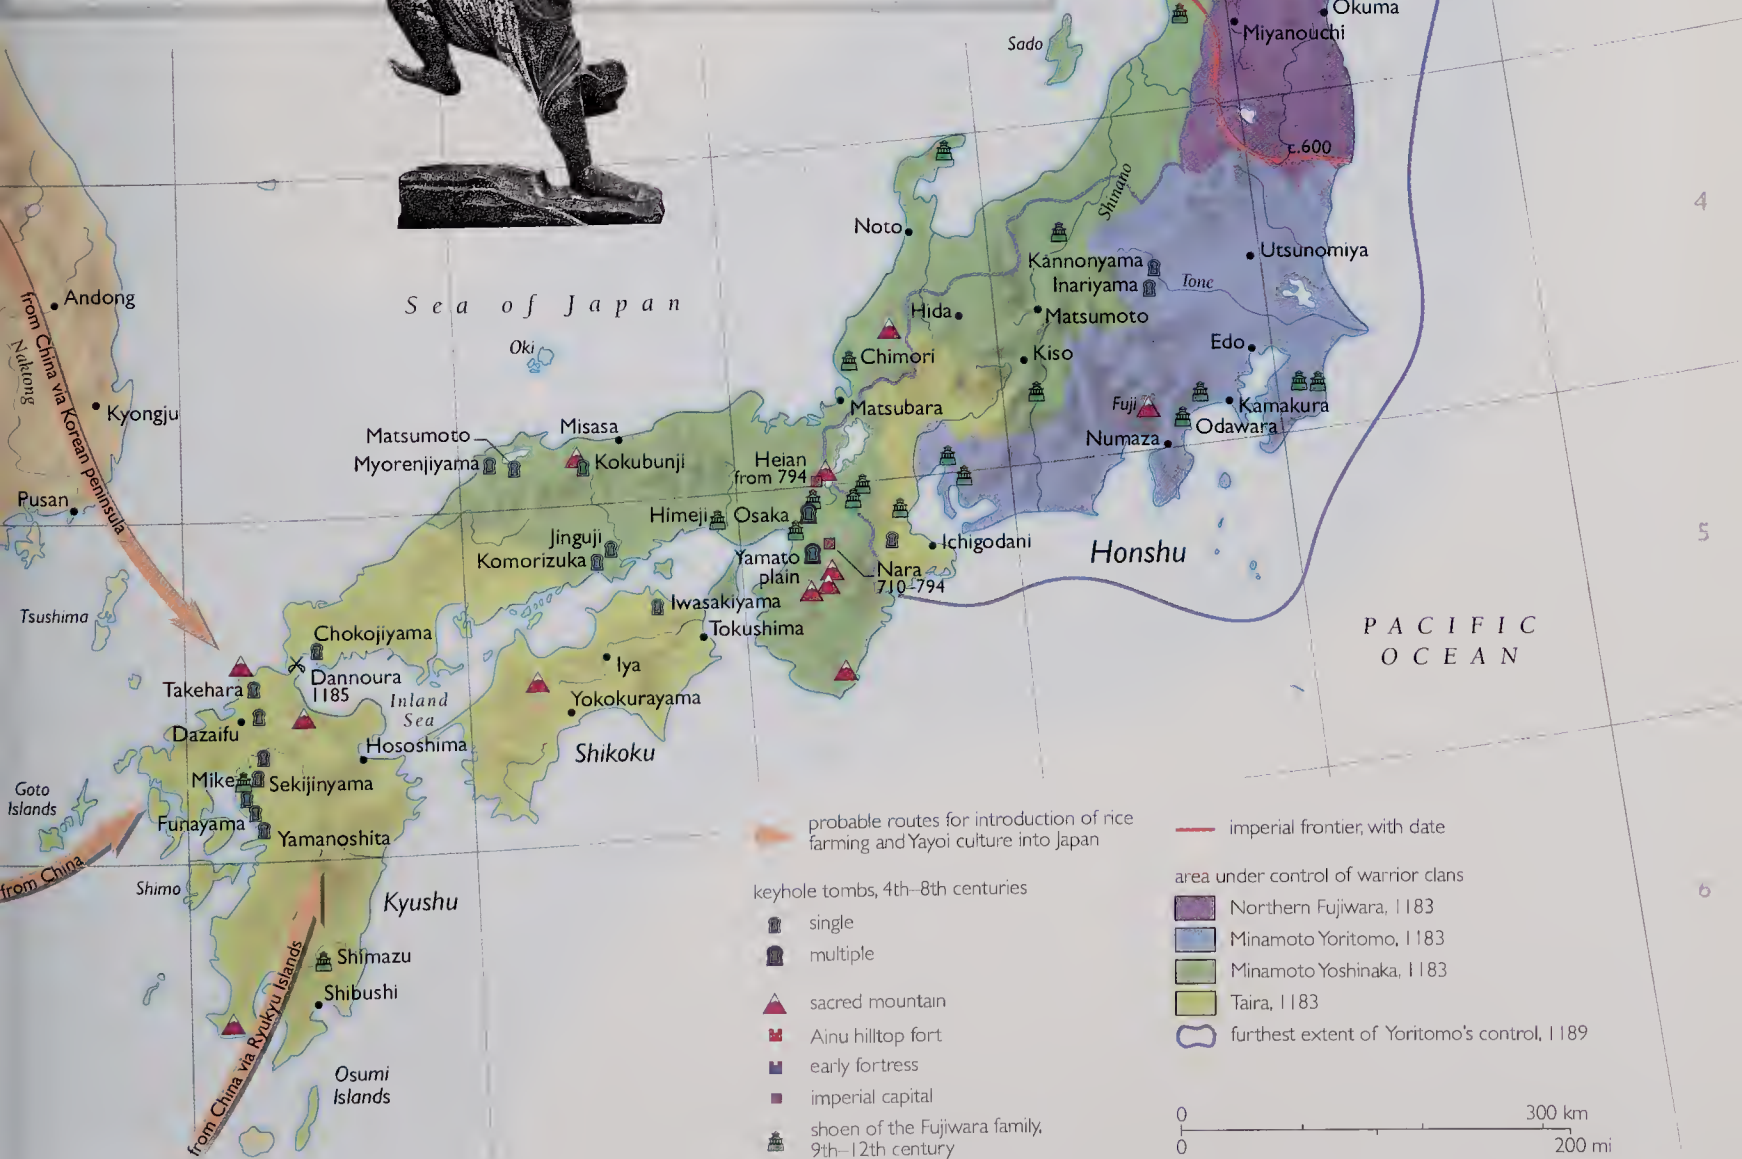 Okuma
Miyanouchi
Sado
c.600
4
Shinano
Noto
Utsunomiya
Kannonyama
Inariyama
Tone
Andong
Sea of Japan
Hida
Matsumoto
from China via Korean peninsula
Naktong
Oki
Edo
Chimori
Kiso
Kyongju
Matsubara
Fuji
Kamakura
Odawara
Numaza
Misasa
Matsumoto
Myorenjiyama
Kokubunji
Heian
from 794
Pusan
Himeji
Osaka
5
Jinguji
Komorizuka
Ichigodani
Honshu
Yamato
plain
Nara
710–794
Tsushima
Iwasakiyama
Tokushima
PACIFIC
OCEAN
Chokojiyama
Iya
Dannoura
1185
Takehara
Inland
Sea
Yokokurayama
Dazaifu
Hososhima
Shikoku
Mike
Sekijinyama
Goto
Islands
Funayama
Yamanoshita
from China
Shimo
Kyushu
Shimazu
Shibushi
from China via Ryukyu Islands
Osumi
Islands
probable routes for introduction of rice
farming and Yayoi culture into Japan
keyhole tombs, 4th–8th centuries
single
multiple
sacred mountain
Ainu hilltop fort
early fortress
imperial capital
shoen of the Fujiwara family,
9th–12th century
imperial frontier, with date
area under control of warrior clans
Northern Fujiwara, 1183
Minamoto Yoritomo, 1183
Minamoto Yoshinaka, 1183
Taira, 1183
furthest extent of Yoritomo's control, 1189
6
0
300 km
0
200 mi